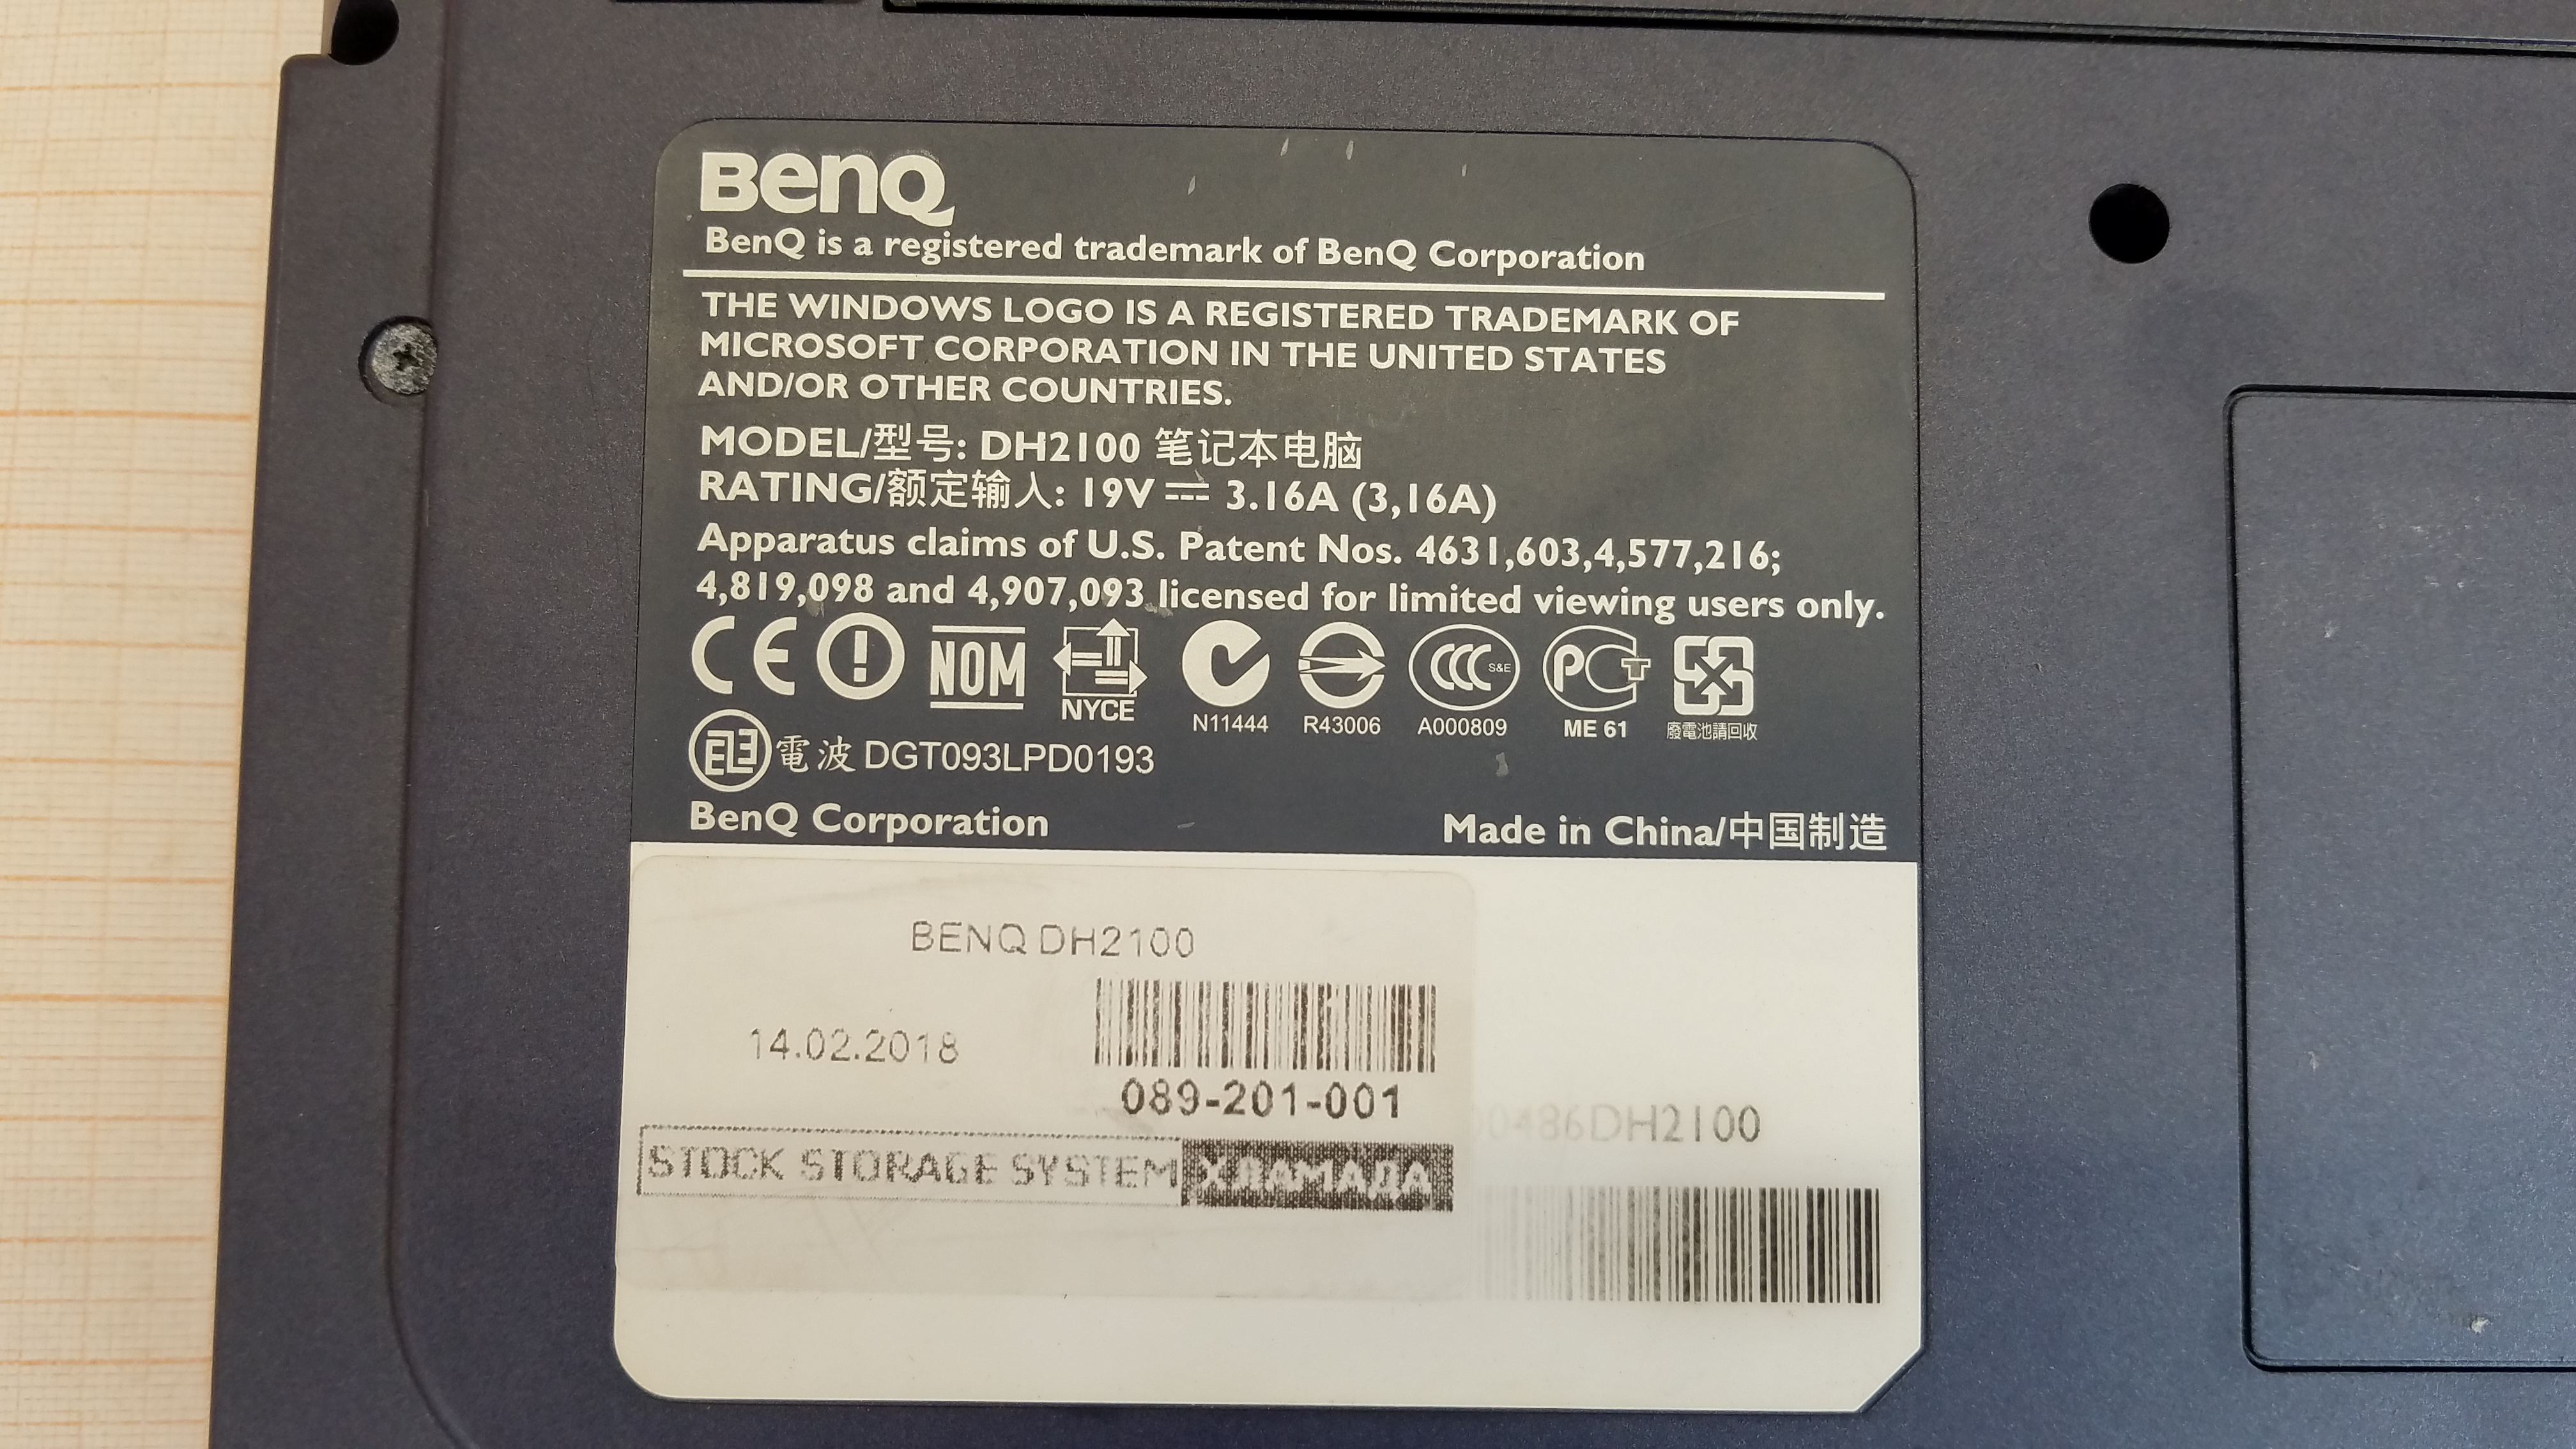 BenQ
BenQ is a registered trademark of BenQ Corporation
THE WINDOWS LOGO IS A REGISTERED TRADEMARK OF
MICROSOFT CORPORATION IN THE UNITED STATES
AND/OR OTHER COUNTRIES.
MODEL/型号: DH2100 笔记本电脑
RATING/额定输入: 19V ⎓ 3.16A (3,16A)
Apparatus claims of U.S. Patent Nos. 4631,603,4,577,216;
4,819,098 and 4,907,093 licensed for limited viewing users only.
CE NOM NYCE N11444 R43006 CCC S&E A000809 PCT ME 61 廢電池請回收
電波 DGT093LPD0193
BenQ Corporation Made in China/中国制造
BENQ DH2100
14.02.2018
089-201-001
0486DH2100
STOCK STORAGE SYSTEM ХЛАМАДА